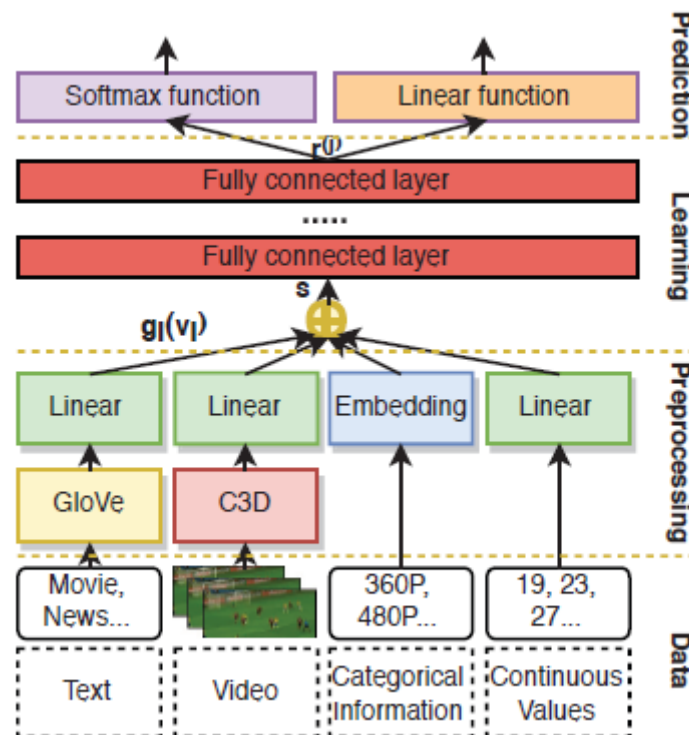 Prediction
Softmax function
Linear function
r(j)
Fully connected layer
.....
Fully connected layer
Learning
s
gl(vl)
Linear
Linear
Embedding
Linear
Preprocessing
GloVe
C3D
Movie,
News...
360P,
480P...
19, 23,
27...
Data
Text
Video
Categorical
Information
Continuous
Values